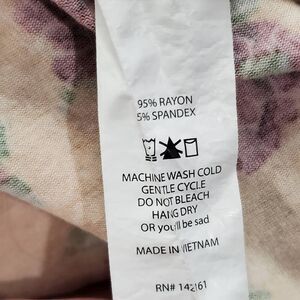 95% RAYON
5% SPANDEX
MACHINE WASH COLD
GENTLE CYCLE
DO NOT BLEACH
HANG DRY
OR you'll be sad
MADE IN VIETNAM
RN# 142161